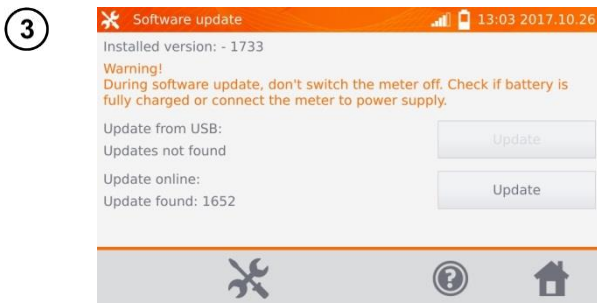 3
Software update
13:03 2017.10.26
Installed version: - 1733
Warning!
During software update, don't switch the meter off. Check if battery is
fully charged or connect the meter to power supply.
Update from USB:
Updates not found
Update
Update online:
Update found: 1652
Update
?